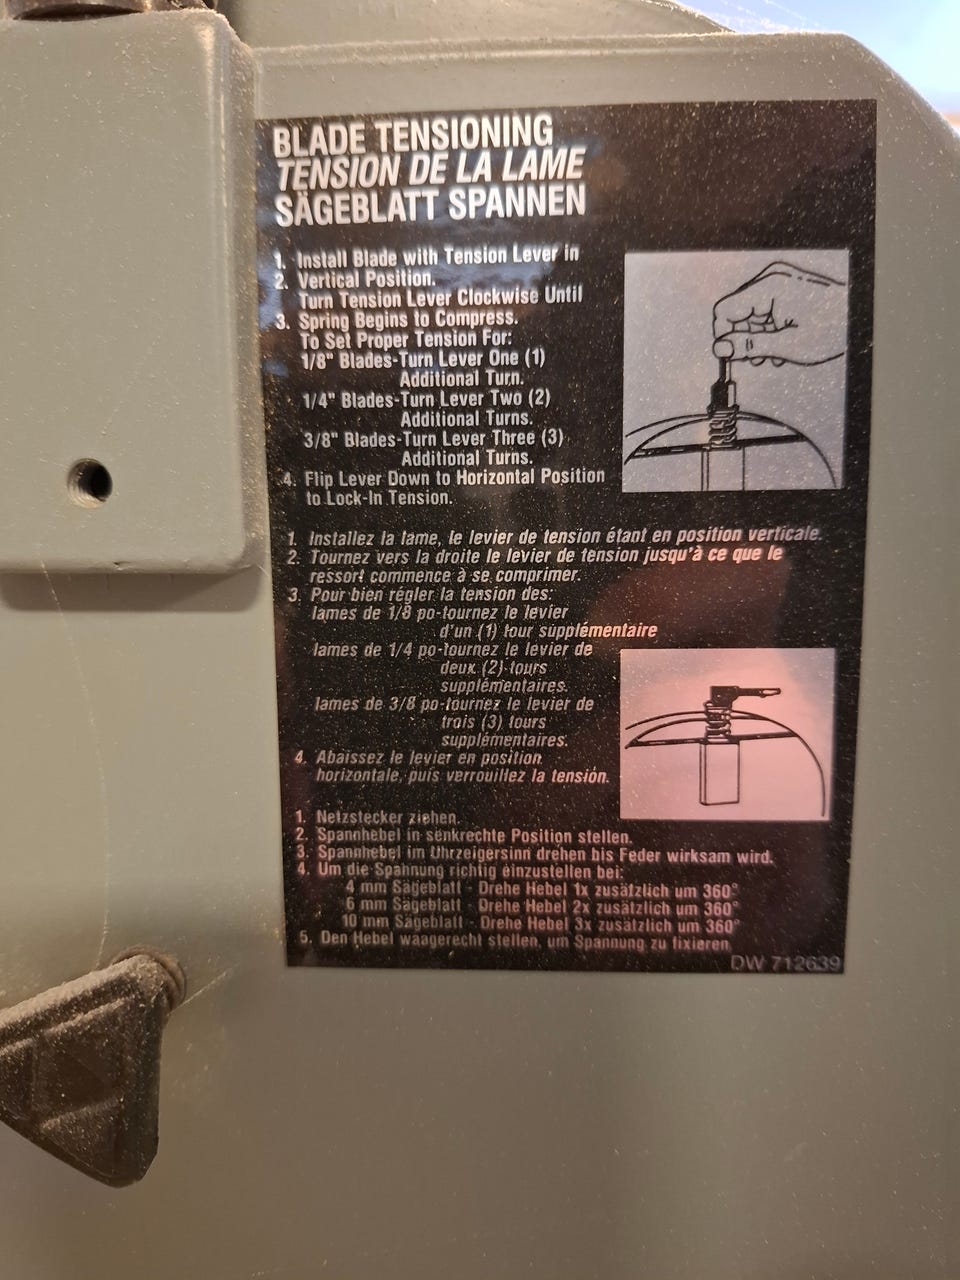 BLADE TENSIONING
TENSION DE LA LAME
SÄGEBLATT SPANNEN
1. Install Blade with Tension Lever in
2. Vertical Position.
Turn Tension Lever Clockwise Until
3. Spring Begins to Compress.
To Set Proper Tension For:
1/8" Blades-Turn Lever One (1)
Additional Turn.
1/4" Blades-Turn Lever Two (2)
Additional Turns.
3/8" Blades-Turn Lever Three (3)
Additional Turns.
4. Flip Lever Down to Horizontal Position
to Lock-In Tension.
1. Installez la lame, le levier de tension étant en position verticale.
2. Tournez vers la droite le levier de tension jusqu'à ce que le
ressort commence à se comprimer.
3. Pour bien régler la tension des:
lames de 1/8 po-tournez le levier
d'un (1) tour supplémentaire
lames de 1/4 po-tournez le levier de
deux (2) tours
supplémentaires.
lames de 3/8 po-tournez le levier de
trois (3) tours
supplémentaires.
4. Abaissez le levier en position
horizontale, puis verrouillez la tension.
1. Netzstecker ziehen.
2. Spannhebel in senkrechte Position stellen.
3. Spannhebel im Uhrzeigersinn drehen bis Feder wirksam wird.
4. Um die Spannung richtig einzustellen bei:
4 mm Sägeblatt - Drehe Hebel 1x zusätzlich um 360°
6 mm Sägeblatt - Drehe Hebel 2x zusätzlich um 360°
10 mm Sägeblatt - Drehe Hebel 3x zusätzlich um 360°
5. Den Hebel waagerecht stellen, um Spannung zu fixieren
DW 712639